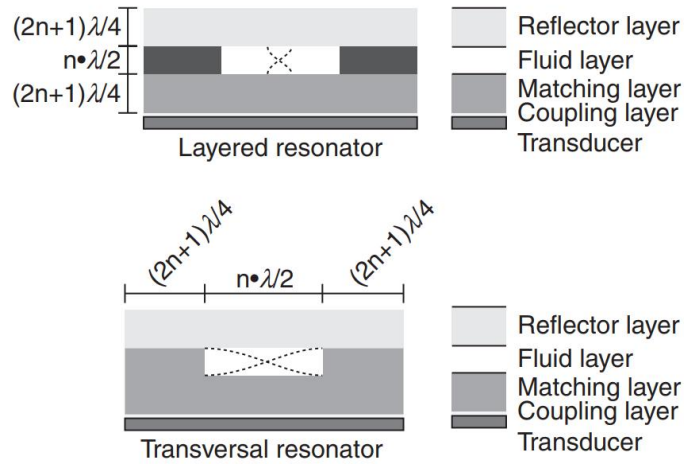 (2n+1)λ/4
n•λ/2
(2n+1)λ/4
Layered resonator
Reflector layer
Fluid layer
Matching layer
Coupling layer
Transducer
(2n+1)λ/4
n•λ/2
(2n+1)λ/4
Transversal resonator
Reflector layer
Fluid layer
Matching layer
Coupling layer
Transducer